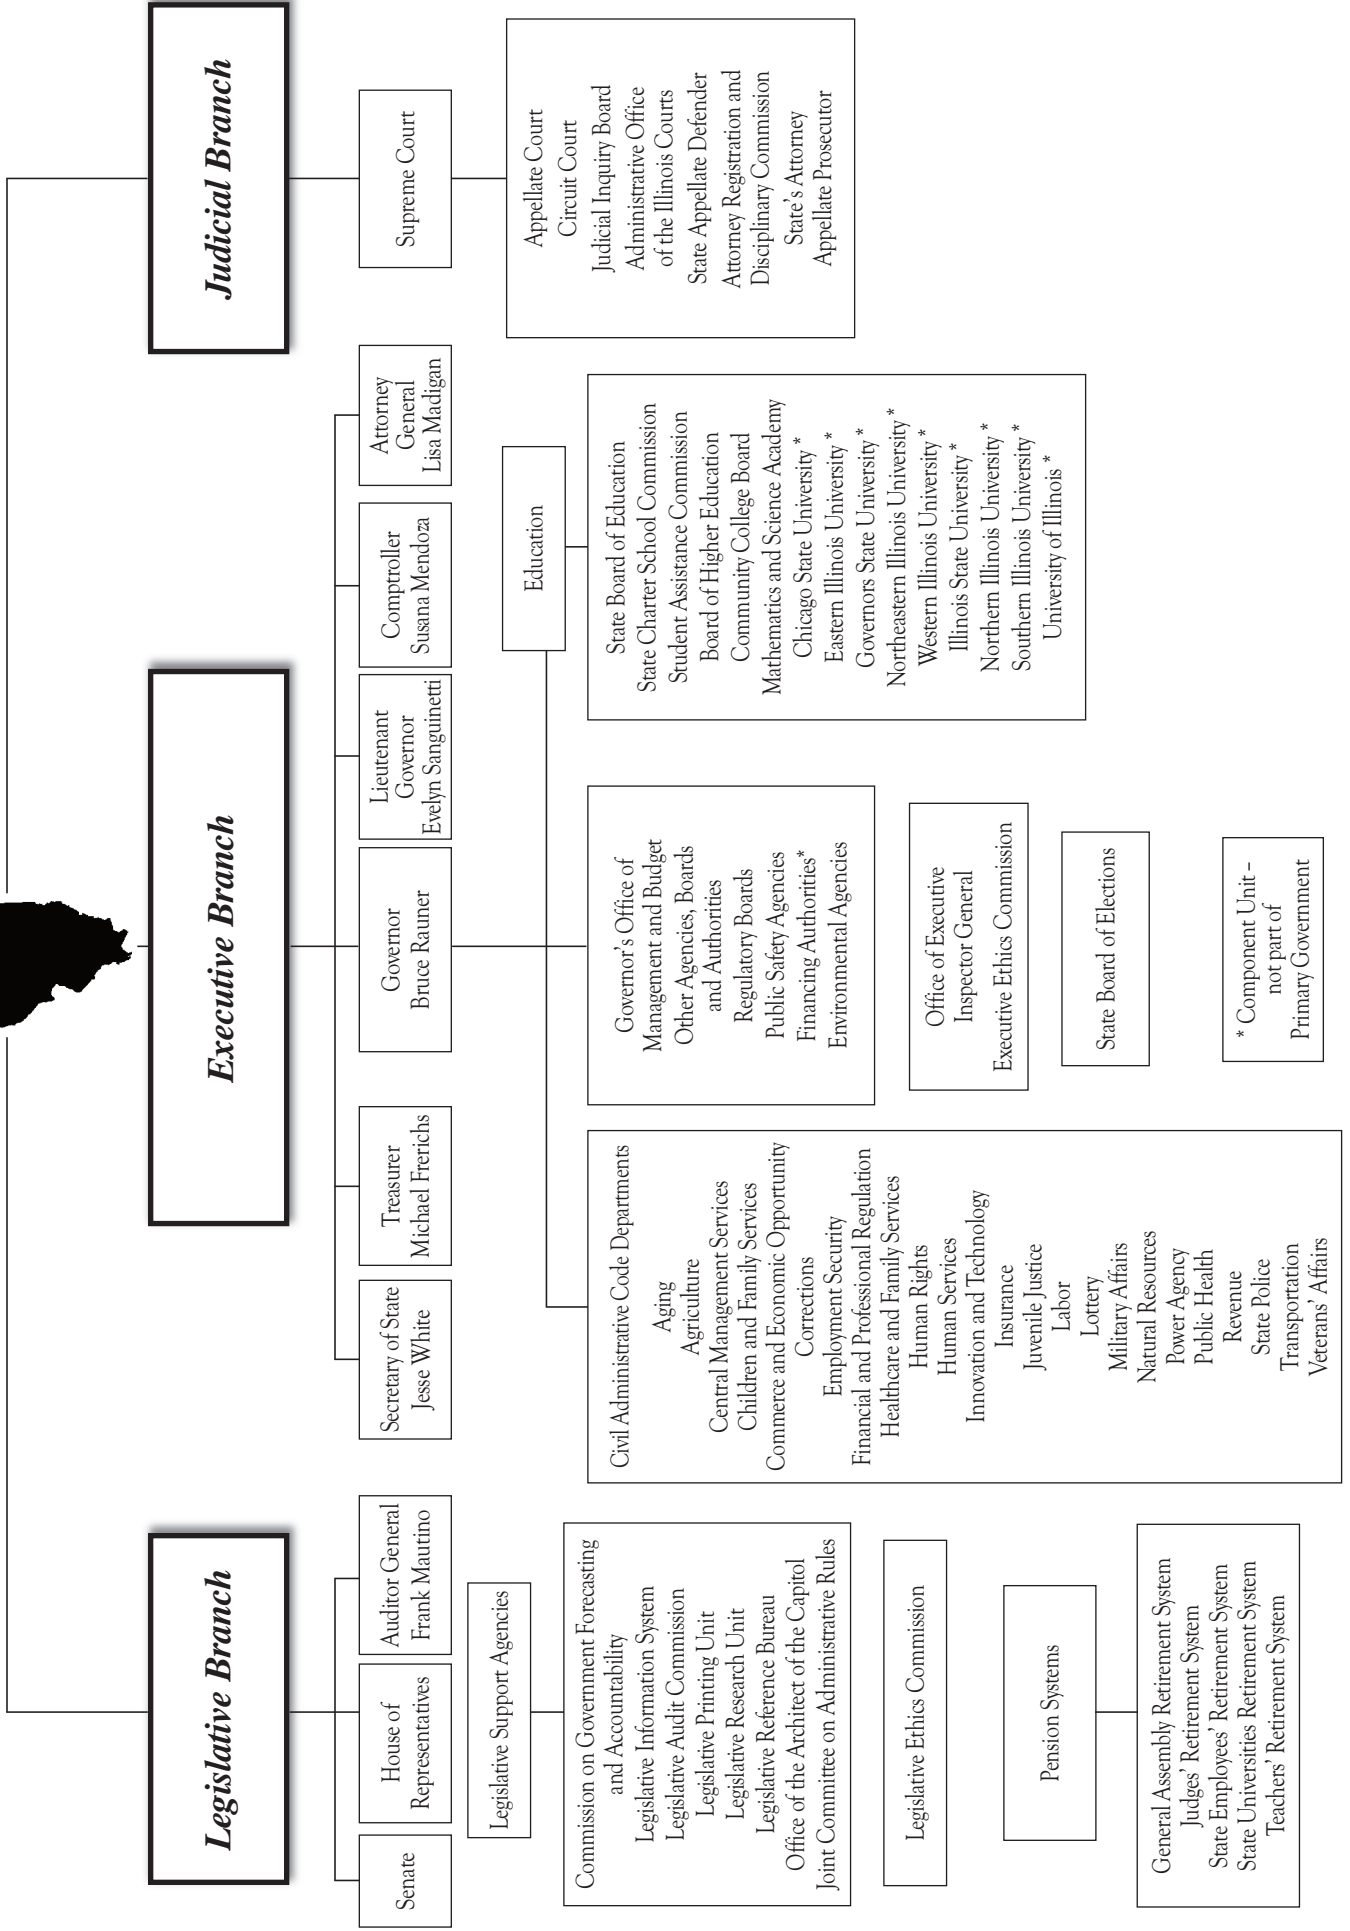 Legislative Branch
Senate
House of
Representatives
Auditor General
Frank Mautino
Legislative Support Agencies
Commission on Government Forecasting
and Accountability
Legislative Information System
Legislative Audit Commission
Legislative Printing Unit
Legislative Research Unit
Legislative Reference Bureau
Office of the Architect of the Capitol
Joint Committee on Administrative Rules
Legislative Ethics Commission
Pension Systems
General Assembly Retirement System
Judges' Retirement System
State Employees' Retirement System
State Universities Retirement System
Teachers' Retirement System
Executive Branch
Secretary of State
Jesse White
Treasurer
Michael Frerichs
Governor
Bruce Rauner
Lieutenant
Governor
Evelyn Sanguinetti
Comptroller
Susana Mendoza
Attorney
General
Lisa Madigan
Civil Administrative Code Departments
Aging
Agriculture
Central Management Services
Children and Family Services
Commerce and Economic Opportunity
Corrections
Employment Security
Financial and Professional Regulation
Healthcare and Family Services
Human Rights
Human Services
Innovation and Technology
Insurance
Juvenile Justice
Labor
Lottery
Military Affairs
Natural Resources
Power Agency
Public Health
Revenue
State Police
Transportation
Veterans' Affairs
Governor's Office of
Management and Budget
Other Agencies, Boards
and Authorities
Regulatory Boards
Public Safety Agencies
Financing Authorities*
Environmental Agencies
Office of Executive
Inspector General
Executive Ethics Commission
State Board of Elections
* Component Unit –
not part of
Primary Government
Education
State Board of Education
State Charter School Commission
Student Assistance Commission
Board of Higher Education
Community College Board
Mathematics and Science Academy
Chicago State University *
Eastern Illinois University *
Governors State University *
Northeastern Illinois University *
Western Illinois University *
Illinois State University *
Northern Illinois University *
Southern Illinois University *
University of Illinois *
Judicial Branch
Supreme Court
Appellate Court
Circuit Court
Judicial Inquiry Board
Administrative Office
of the Illinois Courts
State Appellate Defender
Attorney Registration and
Disciplinary Commission
State's Attorney
Appellate Prosecutor